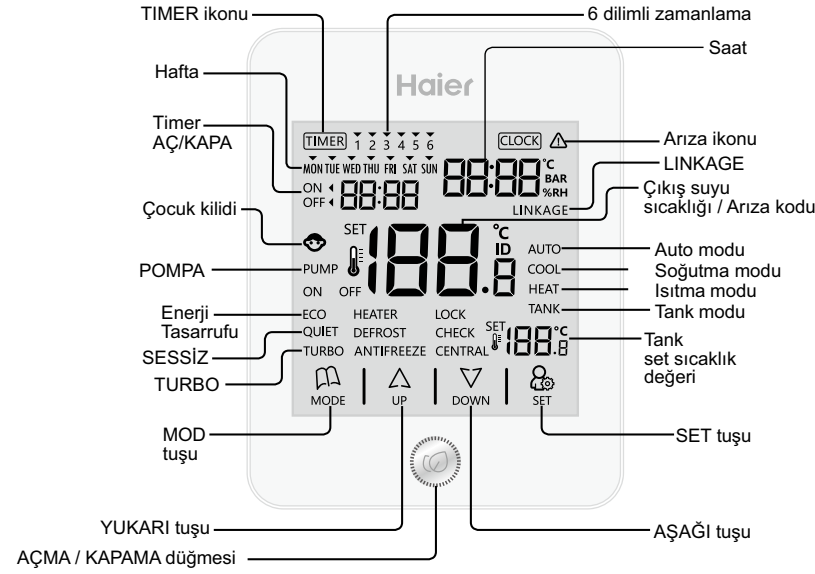 TIMER ikonu
6 dilimli zamanlama
Saat
Hafta
Haier
Timer
AÇ/KAPA
TIMER 1 2 3 4 5 6
CLOCK
Arıza ikonu
MON TUE WED THU FRI SAT SUN
88:88 °C
BAR
%RH
LINKAGE
ON
OFF
88:88
LINKAGE
Çıkış suyu
sıcaklığı / Arıza kodu
Çocuk kilidi
SET
188.8 °C
ID
AUTO
Auto modu
POMPA
PUMP
COOL
Soğutma modu
ON OFF
HEAT
Isıtma modu
TANK
Tank modu
Enerji
Tasarrufu
ECO HEATER LOCK
QUIET DEFROST CHECK
SET
188.8 °C
Tank
set sıcaklık
değeri
SESSİZ
TURBO ANTIFREEZE CENTRAL
TURBO
MODE UP DOWN SET
MOD
tuşu
SET tuşu
YUKARI tuşu
AŞAĞI tuşu
AÇMA / KAPAMA düğmesi